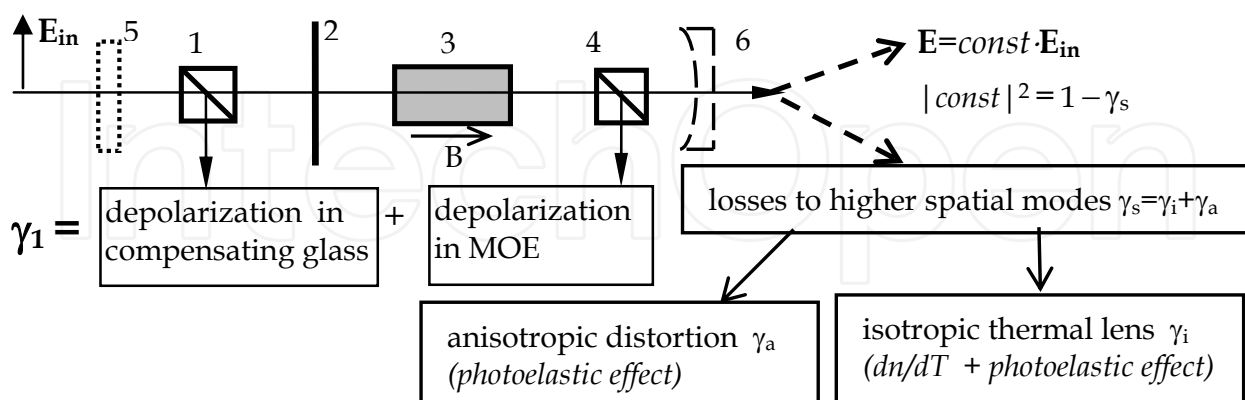 E_in
5
1
2
3
4
6
B
E=const·E_in
|const|² = 1 – γ_s
γ₁ =
depolarization in
compensating glass
+
depolarization
in MOE
losses to higher spatial modes γ_s=γ_i+γ_a
anisotropic distortion γ_a
(photoelastic effect)
isotropic thermal lens γ_i
(dn/dT + photoelastic effect)
IntechOpen